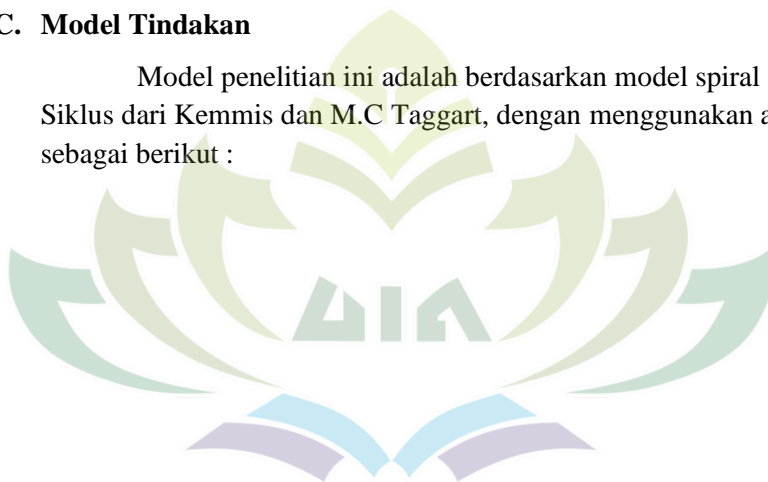 C. Model Tindakan
Model penelitian ini adalah berdasarkan model spiral
Siklus dari Kemmis dan M.C Taggart, dengan menggunakan
sebagai berikut :